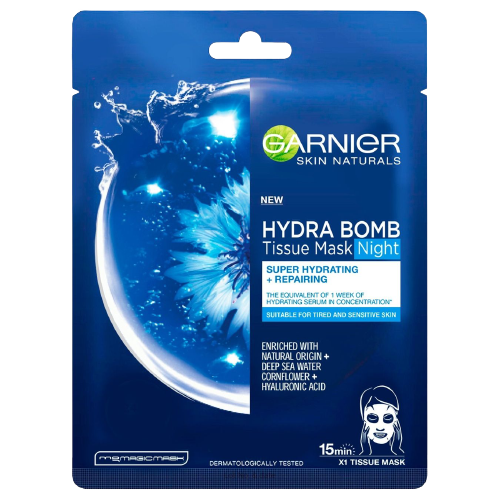 GARNIER
SKIN NATURALS
NEW
HYDRA BOMB
Tissue Mask Night
SUPER HYDRATING
+ REPAIRING
THE EQUIVALENT OF 1 WEEK OF
HYDRATING SERUM IN CONCENTRATION*
SUITABLE FOR TIRED AND SENSITIVE SKIN
ENRICHED WITH
NATURAL ORIGIN +
DEEP SEA WATER
CORNFLOWER +
HYALURONIC ACID
15min
X1 TISSUE MASK
DERMATOLOGICALLY TESTED